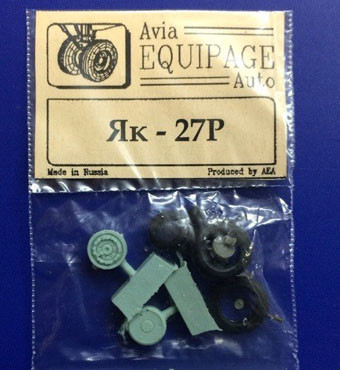 Avia
EQUIPAGE
Auto
Як - 27Р
Made in Russia
Produced by AEA